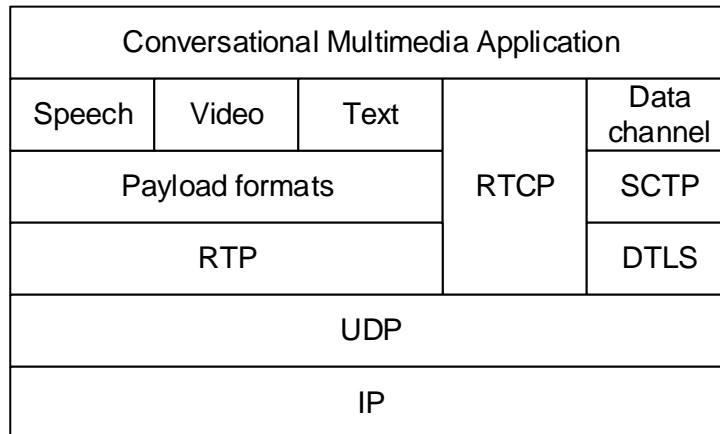 Conversational Multimedia Application
Speech
Video
Text
Data
channel
Payload formats
RTCP
SCTP
RTP
DTLS
UDP
IP